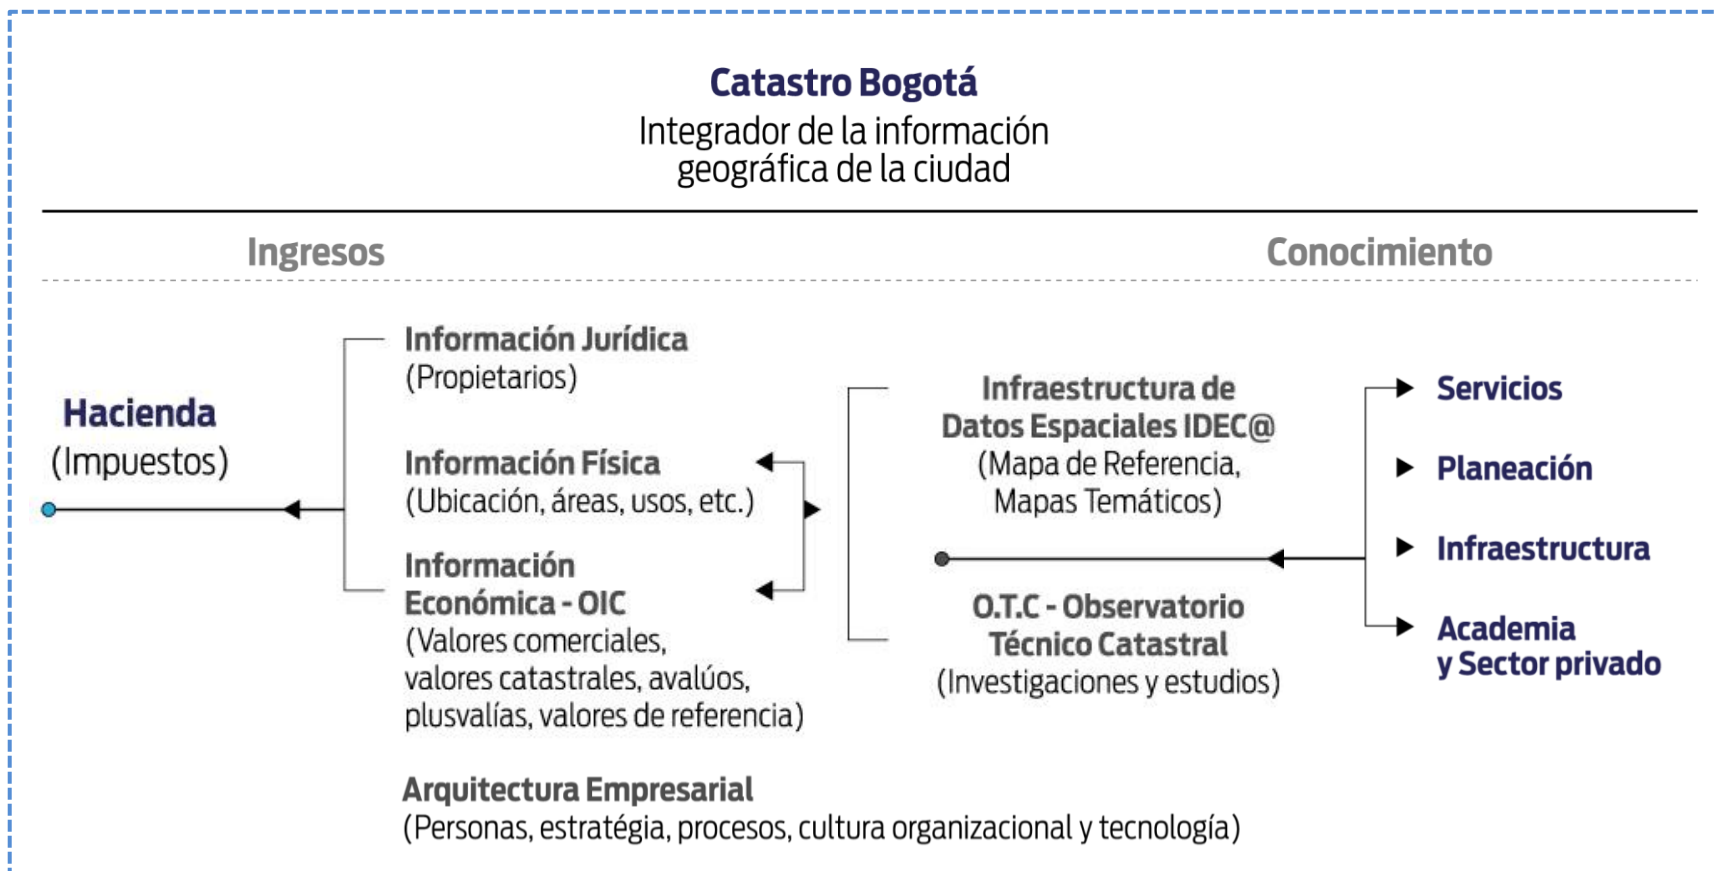 Catastro Bogotá
Integrador de la información
geográfica de la ciudad
Ingresos
Conocimiento
Hacienda
(Impuestos)
Información Jurídica
(Propietarios)
Información Física
(Ubicación, áreas, usos, etc.)
Información
Económica - OIC
(Valores comerciales,
valores catastrales, avalúos,
plusvalías, valores de referencia)
Infraestructura de
Datos Espaciales IDEC@
(Mapa de Referencia,
Mapas Temáticos)
O.T.C - Observatorio
Técnico Catastral
(Investigaciones y estudios)
Servicios
Planeación
Infraestructura
Academia
y Sector privado
Arquitectura Empresarial
(Personas, estratégia, procesos, cultura organizacional y tecnología)